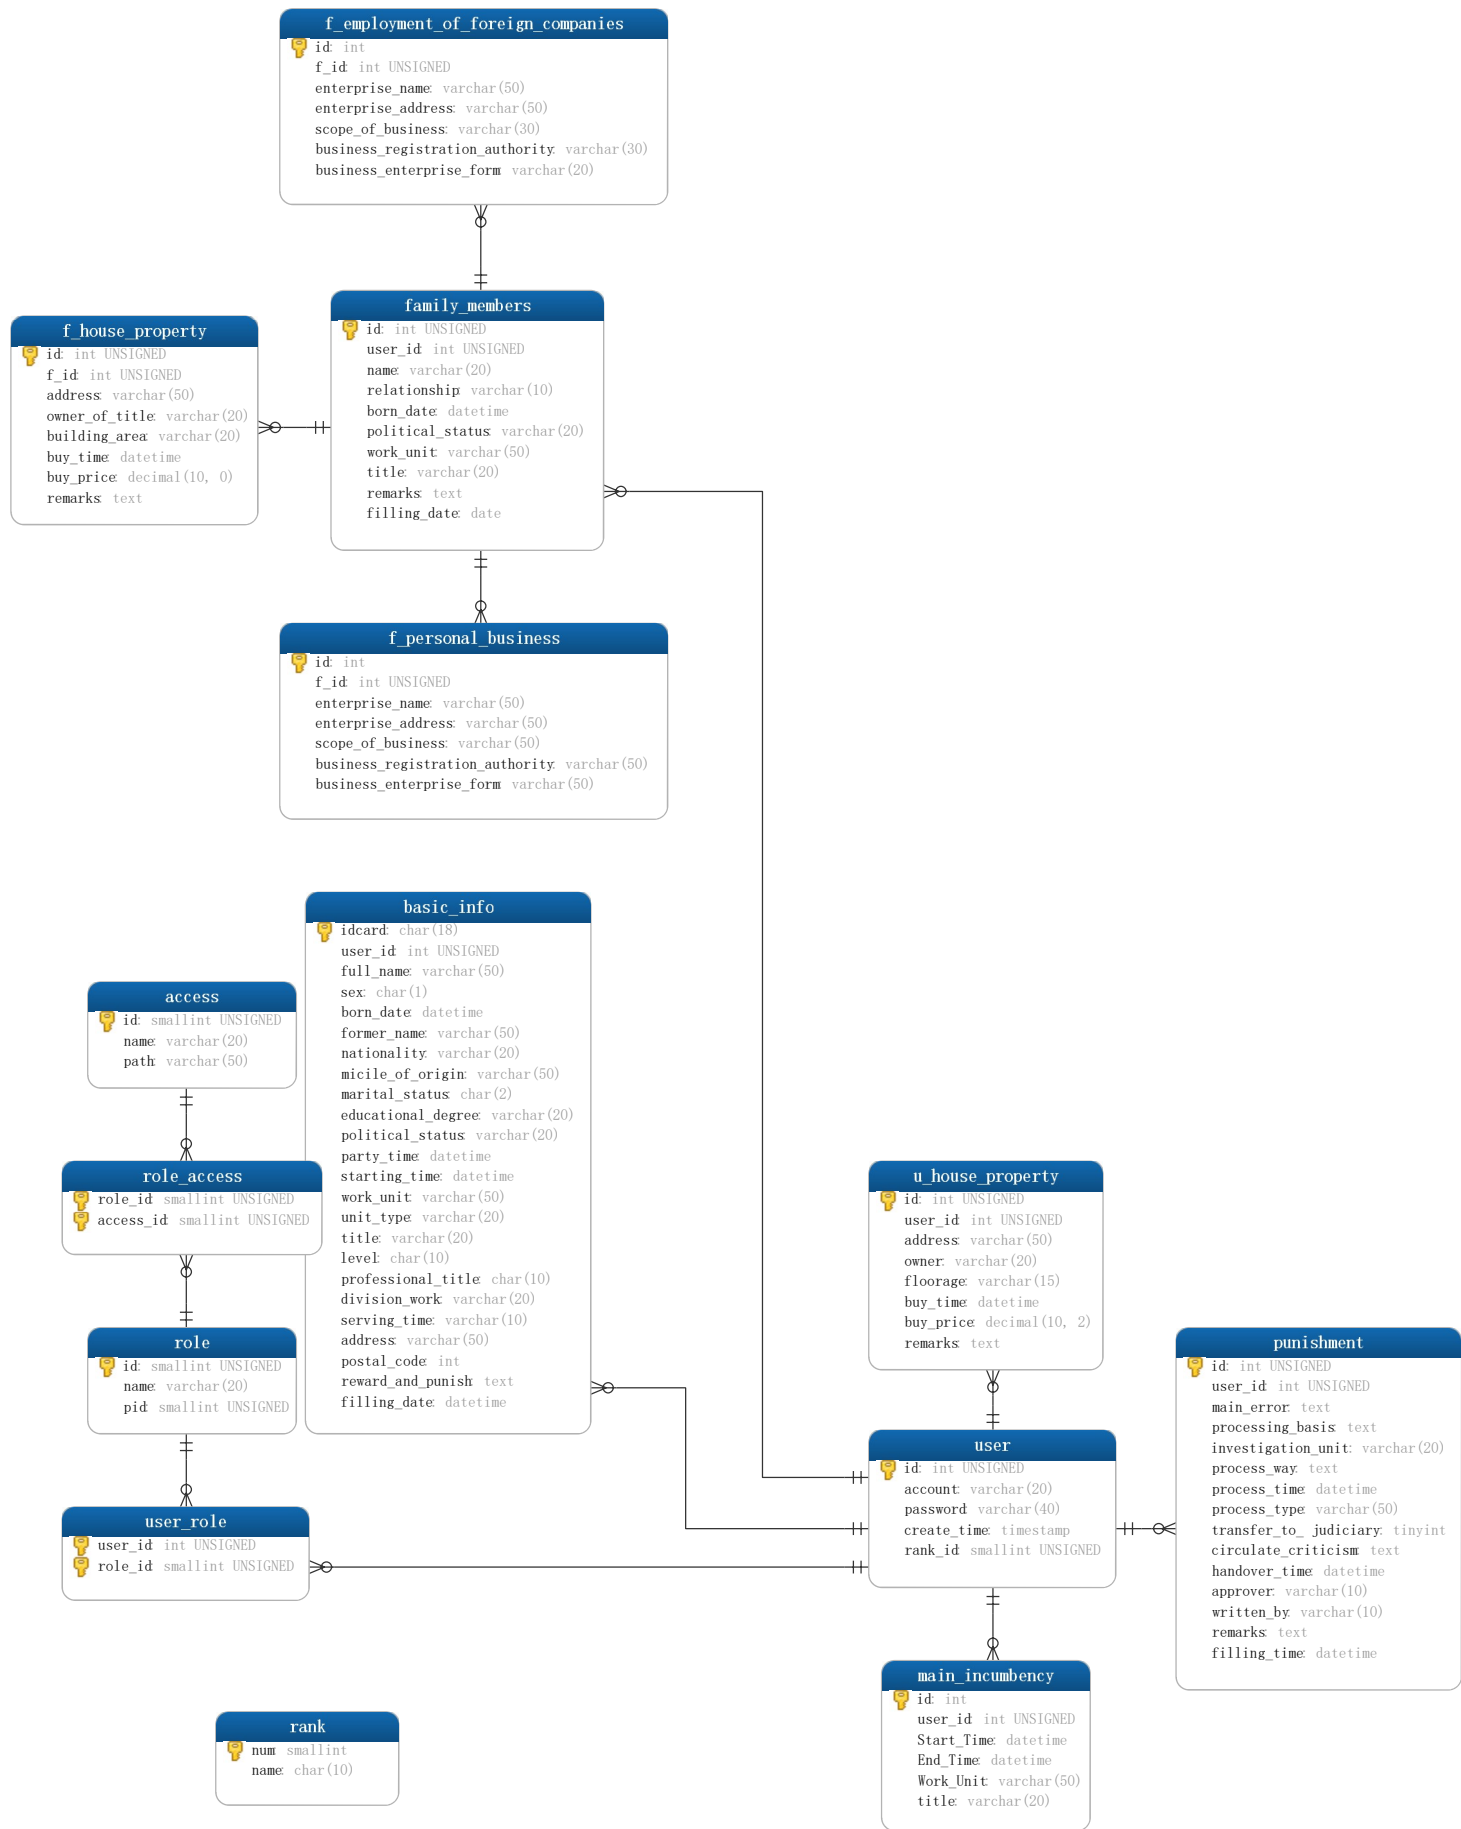 f_employment_of_foreign_companies
id: int
f_id: int UNSIGNED
enterprise_name: varchar(50)
enterprise_address: varchar(50)
scope_of_business: varchar(30)
business_registration_authority: varchar(30)
business_enterprise_form: varchar(20)
family_members
id: int UNSIGNED
user_id: int UNSIGNED
name: varchar(20)
relationship: varchar(10)
born_date: datetime
political_status: varchar(20)
work_unit: varchar(50)
title: varchar(20)
remarks: text
filling_date: date
f_house_property
id: int UNSIGNED
f_id: int UNSIGNED
address: varchar(50)
owner_of_title: varchar(20)
building_area: varchar(20)
buy_time: datetime
buy_price: decimal(10, 0)
remarks: text
f_personal_business
id: int
f_id: int UNSIGNED
enterprise_name: varchar(50)
enterprise_address: varchar(50)
scope_of_business: varchar(50)
business_registration_authority: varchar(50)
business_enterprise_form: varchar(50)
basic_info
idcard: char(18)
user_id: int UNSIGNED
full_name: varchar(50)
sex: char(1)
born_date: datetime
former_name: varchar(50)
nationality: varchar(20)
micile_of_origin: varchar(50)
marital_status: char(2)
educational_degree: varchar(20)
political_status: varchar(20)
party_time: datetime
starting_time: datetime
work_unit: varchar(50)
unit_type: varchar(20)
title: varchar(20)
level: char(10)
professional_title: char(10)
division_work: varchar(20)
serving_time: varchar(10)
address: varchar(50)
postal_code: int
reward_and_punish: text
filling_date: datetime
access
id: smallint UNSIGNED
name: varchar(20)
path: varchar(50)
role_access
role_id: smallint UNSIGNED
access_id: smallint UNSIGNED
role
id: smallint UNSIGNED
name: varchar(20)
pid: smallint UNSIGNED
user_role
user_id: int UNSIGNED
role_id: smallint UNSIGNED
u_house_property
id: int UNSIGNED
user_id: int UNSIGNED
address: varchar(50)
owner: varchar(20)
floorage: varchar(15)
buy_time: datetime
buy_price: decimal(10, 2)
remarks: text
user
id: int UNSIGNED
account: varchar(20)
password: varchar(40)
create_time: timestamp
rank_id: smallint UNSIGNED
punishment
id: int UNSIGNED
user_id: int UNSIGNED
main_error: text
processing_basis: text
investigation_unit: varchar(20)
process_way: text
process_time: datetime
process_type: varchar(50)
transfer_to_ judiciary: tinyint
circulate_criticism: text
handover_time: datetime
approver: varchar(10)
written_by: varchar(10)
remarks: text
filling_time: datetime
main_incumbency
id: int
user_id: int UNSIGNED
Start_Time: datetime
End_Time: datetime
Work_Unit: varchar(50)
title: varchar(20)
rank
num: smallint
name: char(10)